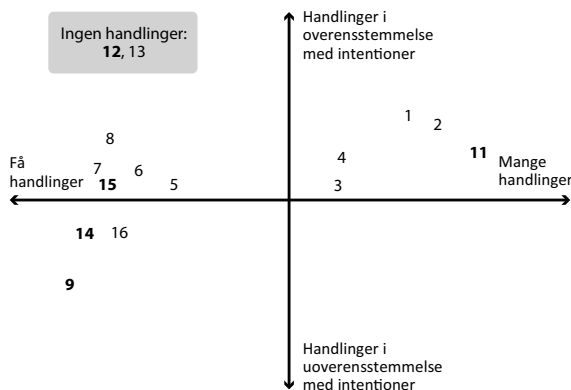 Ingen handlinger:
12, 13
Handlinger i
overensstemmelse
med intentioner
1
2
8
4
11
Få
handlinger
7
6
15
5
3
Mange
handlinger
14
16
9
Handlinger i
uoverensstemmelse
med intentioner